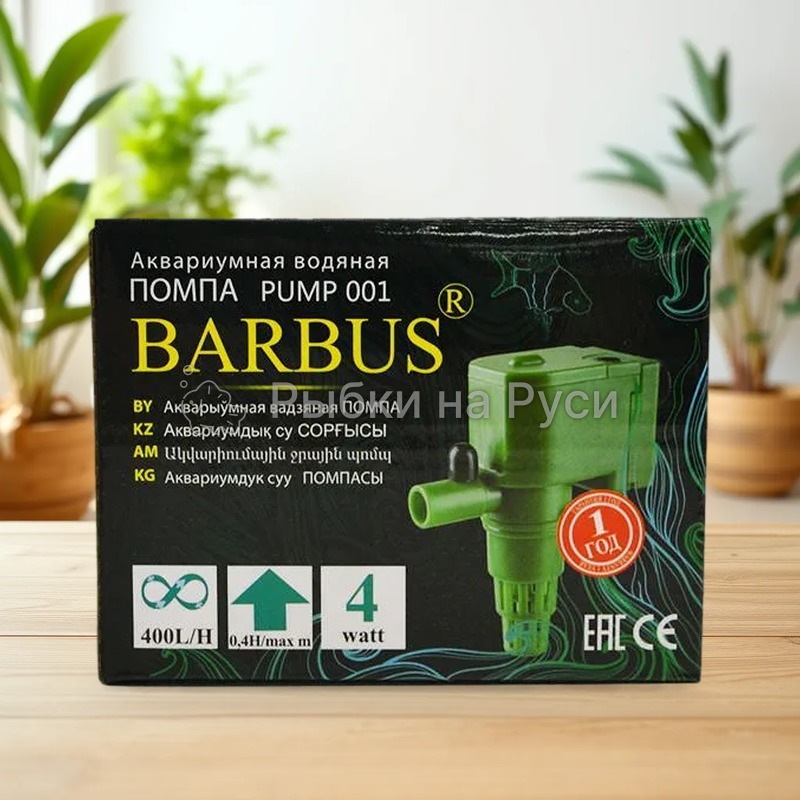 Аквариумная водяная
ПОМПА PUMP 001
BARBUS®
Рыбки на Руси
BY Акварыумная вадзяная ПОМПА
KZ Аквариумдық су СОРҒЫСЫ
AM Ակվարիումային ջրային պոմպ
KG Аквариумдук суу ПОМПАСЫ
1
ГОД
400L/H
0,4H/max m
4
watt
EAC CE